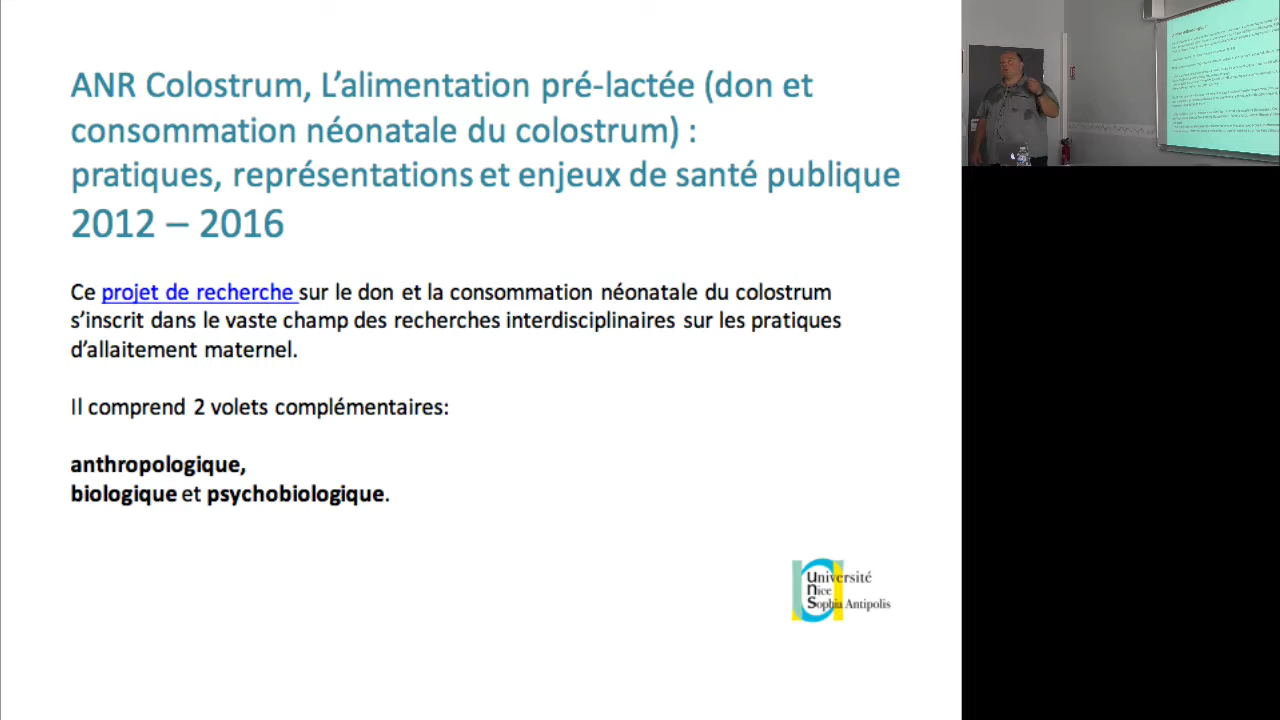 ANR Colostrum, L’alimentation pré-lactée (don et
consommation néonatale du colostrum) :
pratiques, représentations et enjeux de santé publique
2012 – 2016
Ce projet de recherche sur le don et la consommation néonatale du colostrum
s’inscrit dans le vaste champ des recherches interdisciplinaires sur les pratiques
d’allaitement maternel.
Il comprend 2 volets complémentaires:
anthropologique,
biologique et psychobiologique.
Université
Nice
Sophia Antipolis